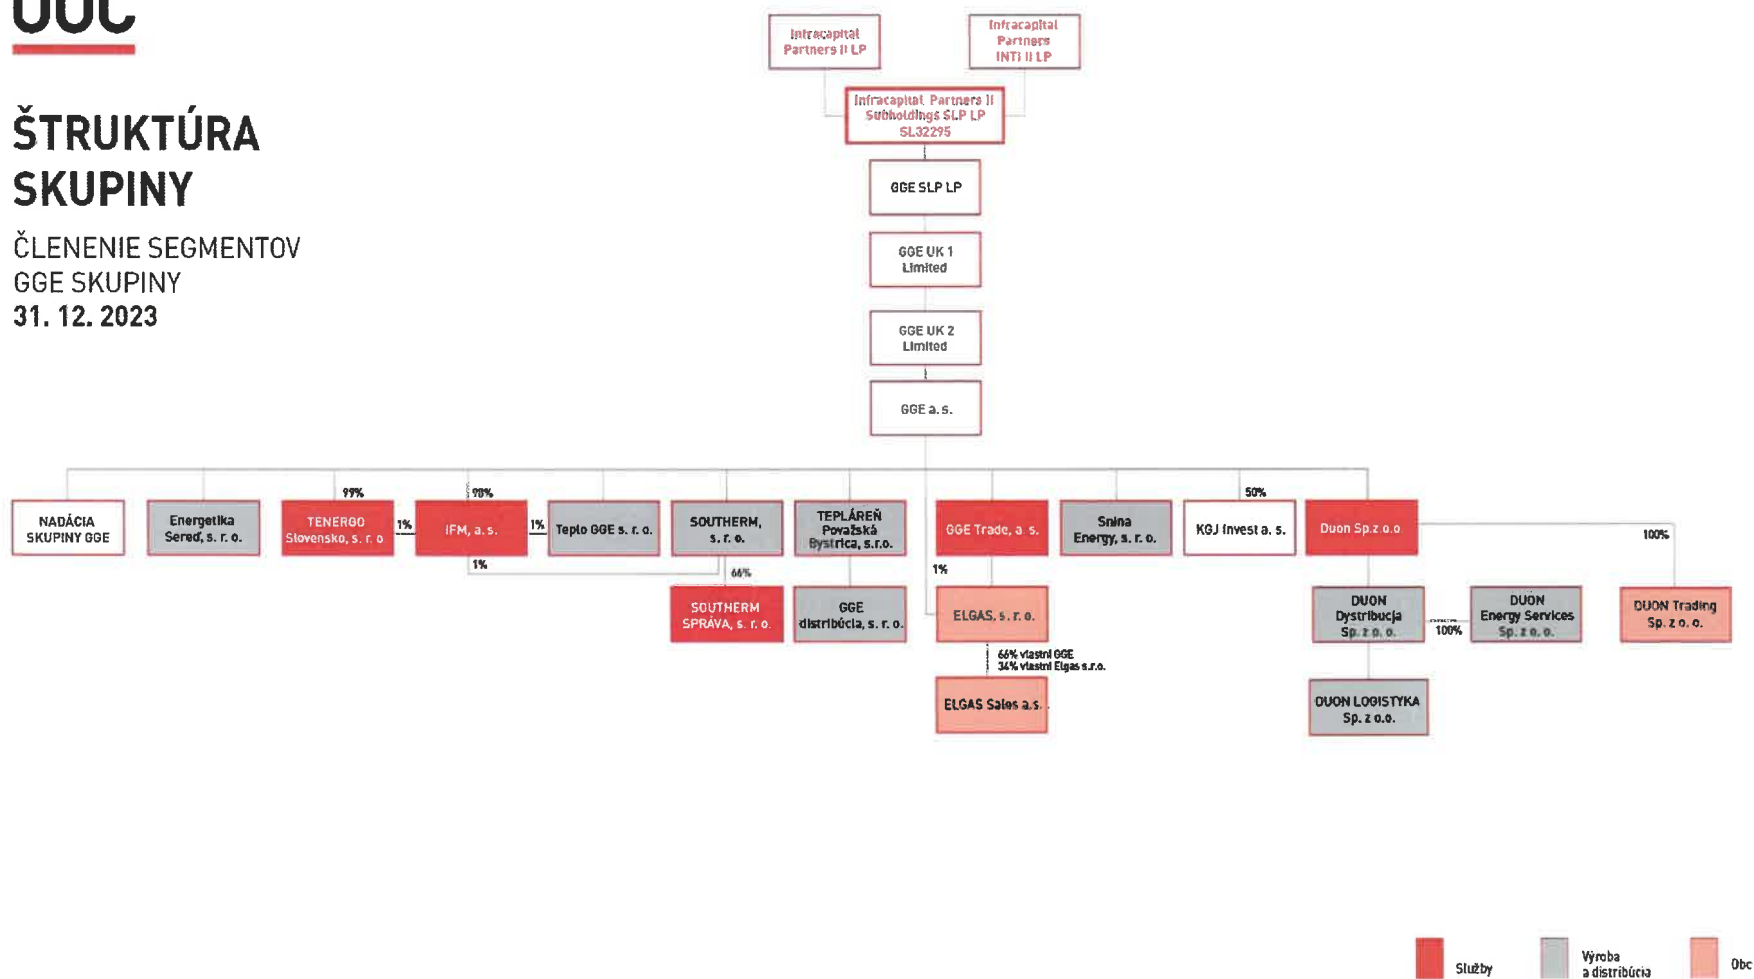 ŠTRUKTÚRA
SKUPINY
ČLENENIE SEGMENTOV
GGE SKUPINY
31. 12. 2023
Infracapital
Partners II LP
Infracapital
Partners
INTI II LP
Infracapital Partners II
Subholdings SLP LP
SL32295
GGE SLP LP
GGE UK 1
Limited
GGE UK 2
Limited
GGE a. s.
99%
90%
50%
NADÁCIA
SKUPINY GGE
Energetika
Sereď, s. r. o.
TENERGO
Slovensko, s. r. o
1%
IFM, a. s.
1%
Teplo GGE s. r. o.
SOUTHERM,
s. r. o.
TEPLÁREŇ
Považská
Bystrica, s.r.o.
GGE Trade, a. s.
Snina
Energy, s. r. o.
KGJ Invest a. s.
Duon Sp.z.o.o.
100%
1%
66%
1%
SOUTHERM
SPRÁVA, s. r. o.
GGE
distribúcia, s. r. o.
ELGAS, s. r. o.
DUON
Dystrybucja
Sp. z o. o.
100%
DUON
Energy Services
Sp. z o. o.
DUON Trading
Sp. z o. o.
66% vlastní GGE
34% vlastní Elgas s.r.o.
ELGAS Sales a.s.
DUON LOGISTYKA
Sp. z o.o.
Služby
Výroba
a distribúcia
Obc